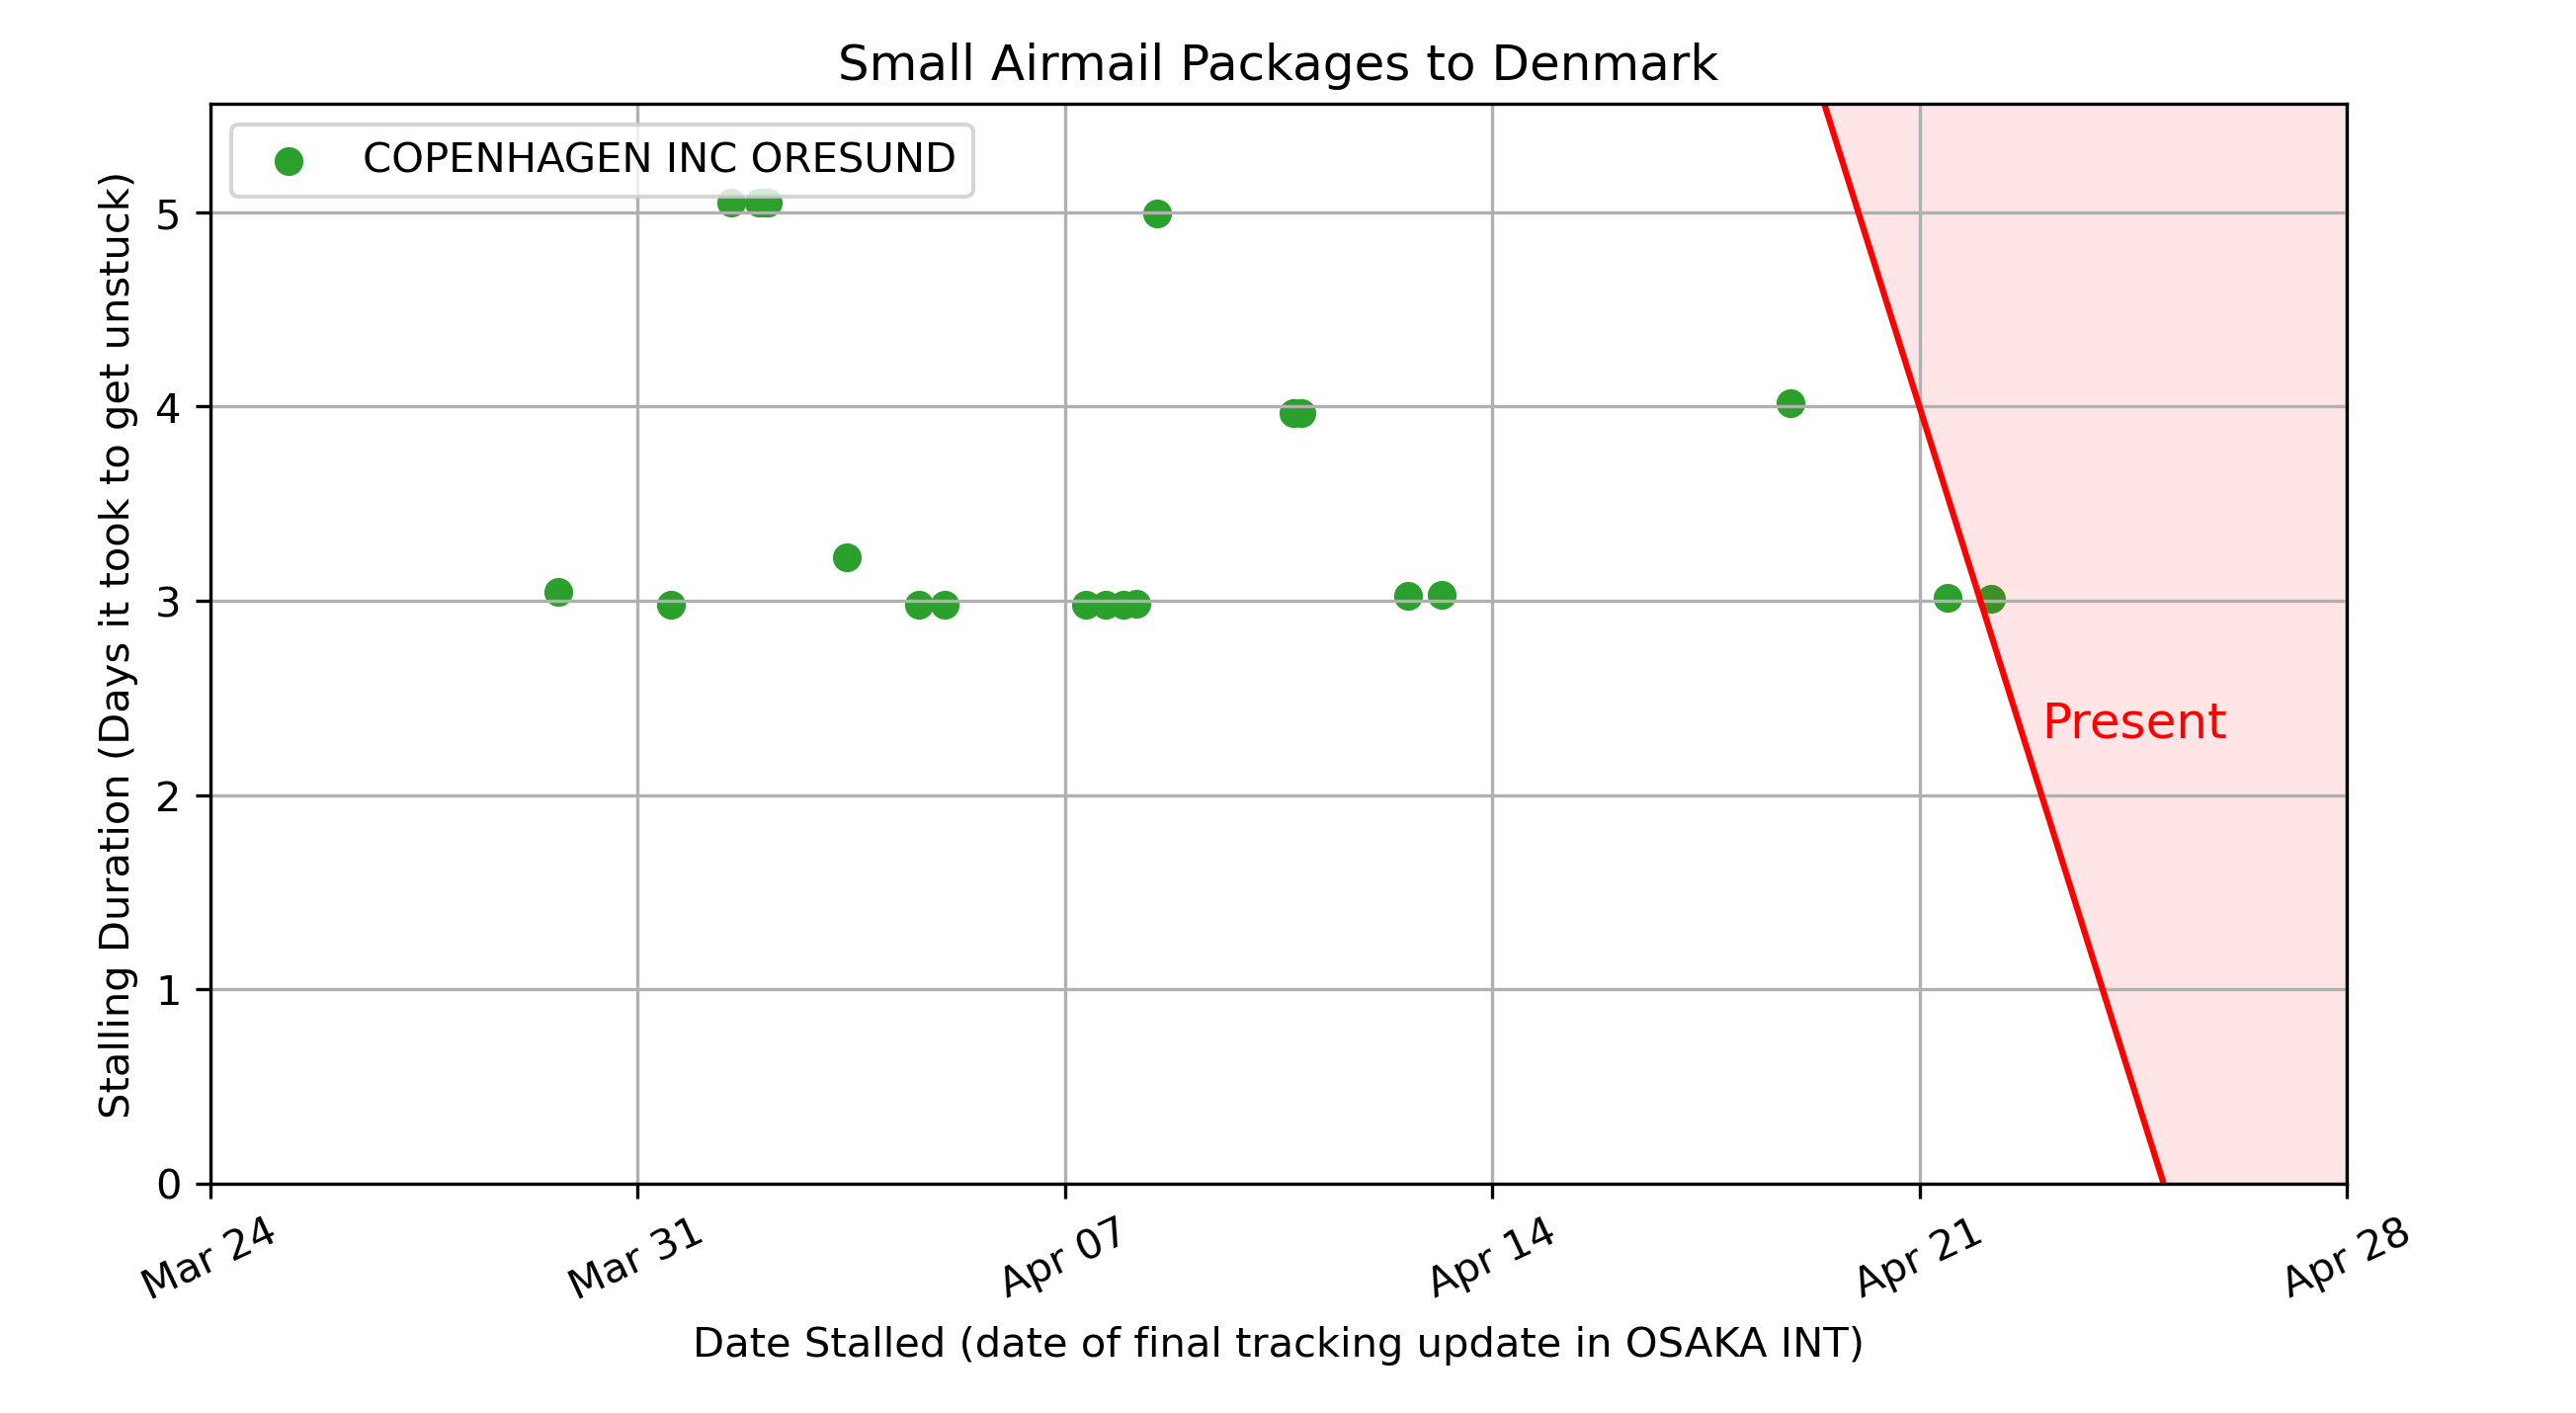 Small Airmail Packages to Denmark
COPENHAGEN INC ORESUND
Stalling Duration (Days it took to get unstuck)
5
4
3
2
1
0
Present
Mar 24
Mar 31
Apr 07
Apr 14
Apr 21
Apr 28
Date Stalled (date of final tracking update in OSAKA INT)